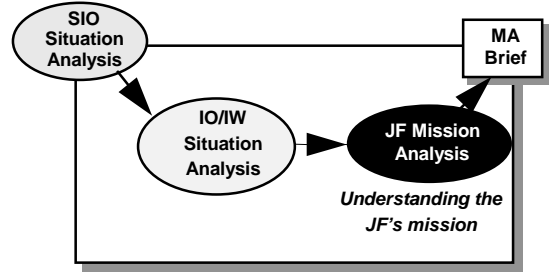 SIO
Situation
Analysis
MA
Brief
IO/IW
Situation
Analysis
JF Mission
Analysis
Understanding the
JF's mission